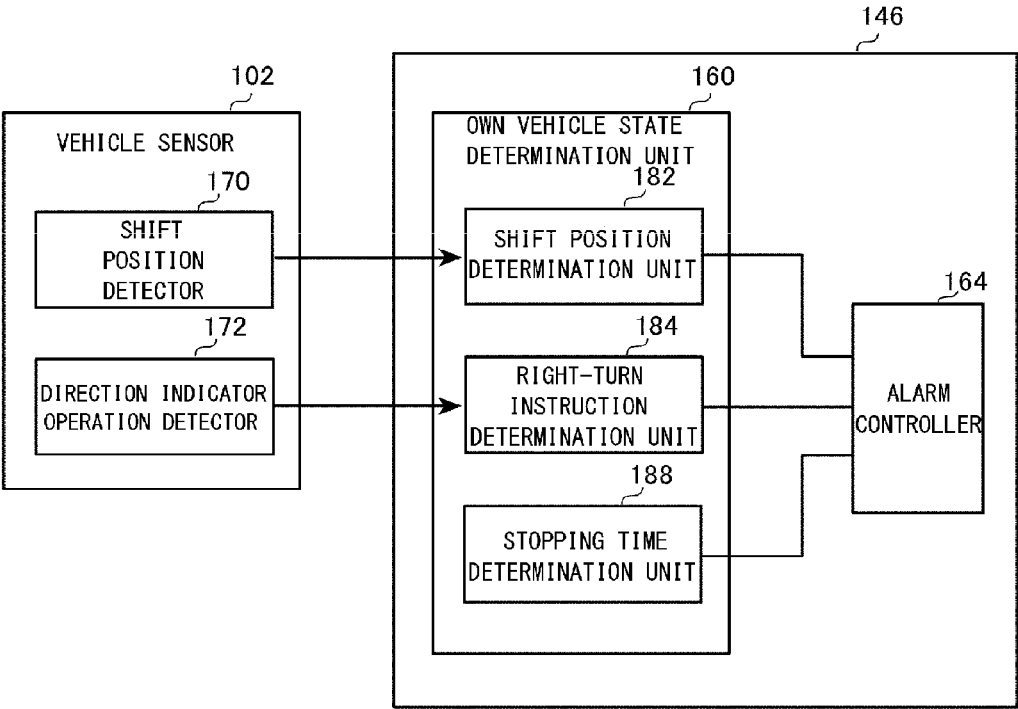 146
102
160
VEHICLE SENSOR
OWN VEHICLE STATE
DETERMINATION UNIT
170
SHIFT
POSITION
DETECTOR
182
SHIFT POSITION
DETERMINATION UNIT
164
ALARM
CONTROLLER
172
DIRECTION INDICATOR
OPERATION DETECTOR
184
RIGHT-TURN
INSTRUCTION
DETERMINATION UNIT
188
STOPPING TIME
DETERMINATION UNIT